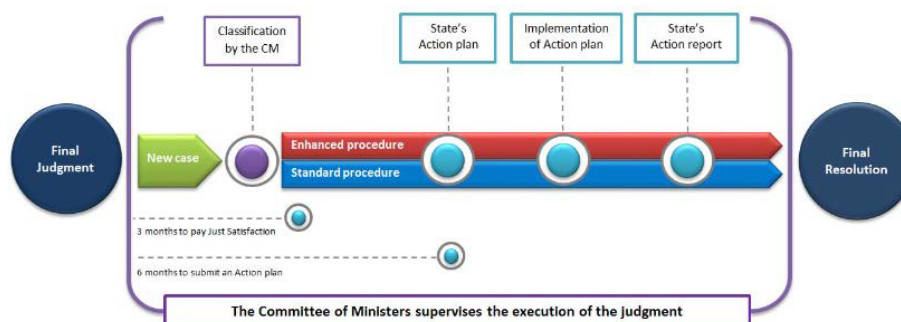 Classification
by the CM
State's
Action plan
Implementation
of Action plan
State's
Action report
Final
Judgment
New case
Enhanced procedure
Standard procedure
Final
Resolution
3 months to pay Just Satisfaction
6 months to submit an Action plan
The Committee of Ministers supervises the execution of the judgment